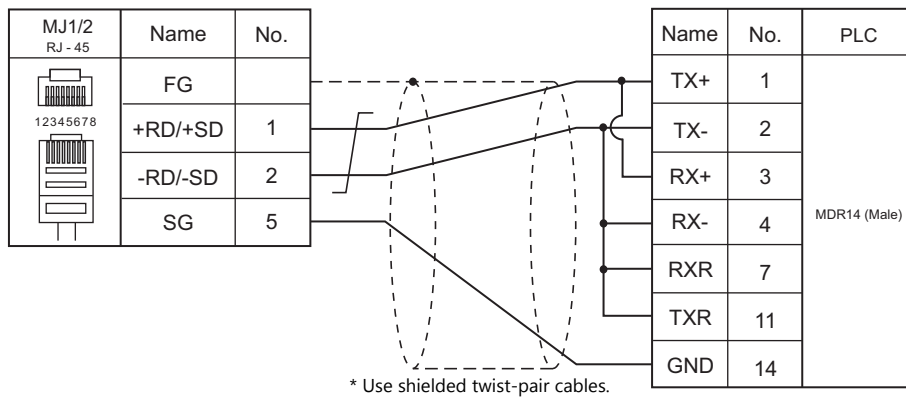 MJ1/2 Name No.
RJ - 45
12345678
FG
+RD/+SD 1
-RD/-SD 2
SG 5
Name No. PLC
TX+ 1
TX- 2
RX+ 3
RX- 4
RXR 7
TXR 11
GND 14
MDR14 (Male)
* Use shielded twist-pair cables.